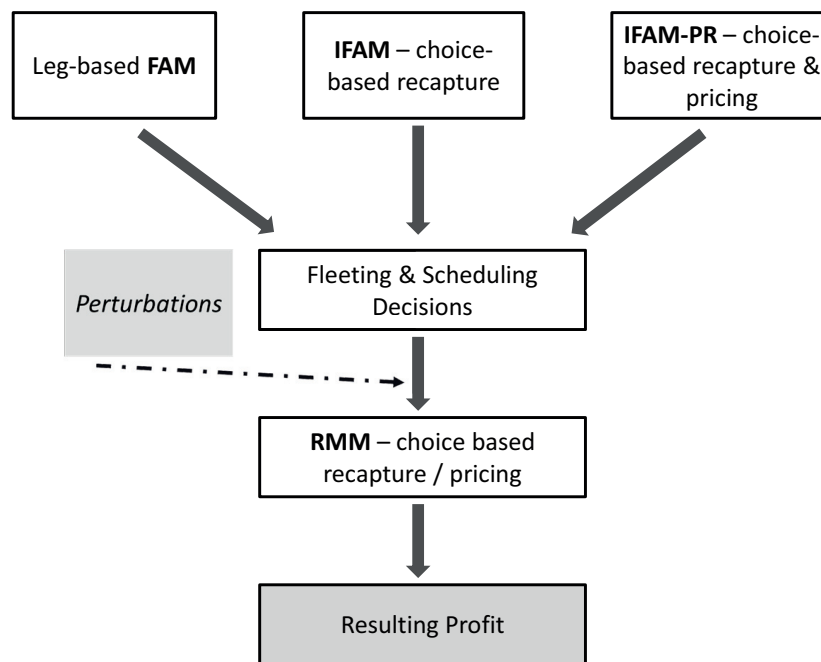 Leg-based FAM
IFAM – choice-
based recapture
IFAM-PR – choice-
based recapture &
pricing
Perturbations
Fleeting & Scheduling
Decisions
RMM – choice based
recapture / pricing
Resulting Profit